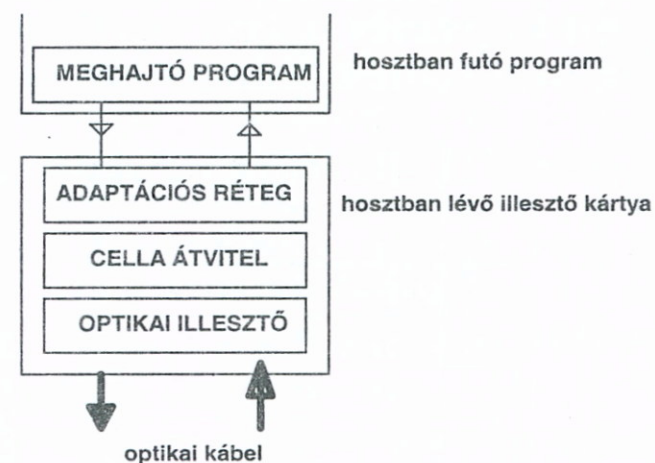 MEGHAJTÓ PROGRAM
hosztban futó program
ADAPTÁCIÓS RÉTEG
hosztban lévő illesztő kártya
CELLA ÁTVITEL
OPTIKAI ILLESZTŐ
optikai kábel